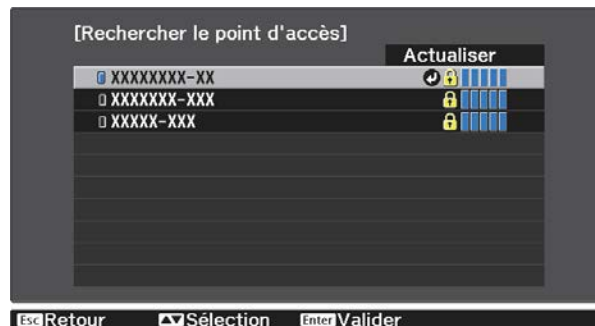 [Rechercher le point d'accès]
Actualiser
XXXXXXXX-XX
XXXXXXX-XXX
XXXXX-XXX
Esc Retour Sélection Enter Valider